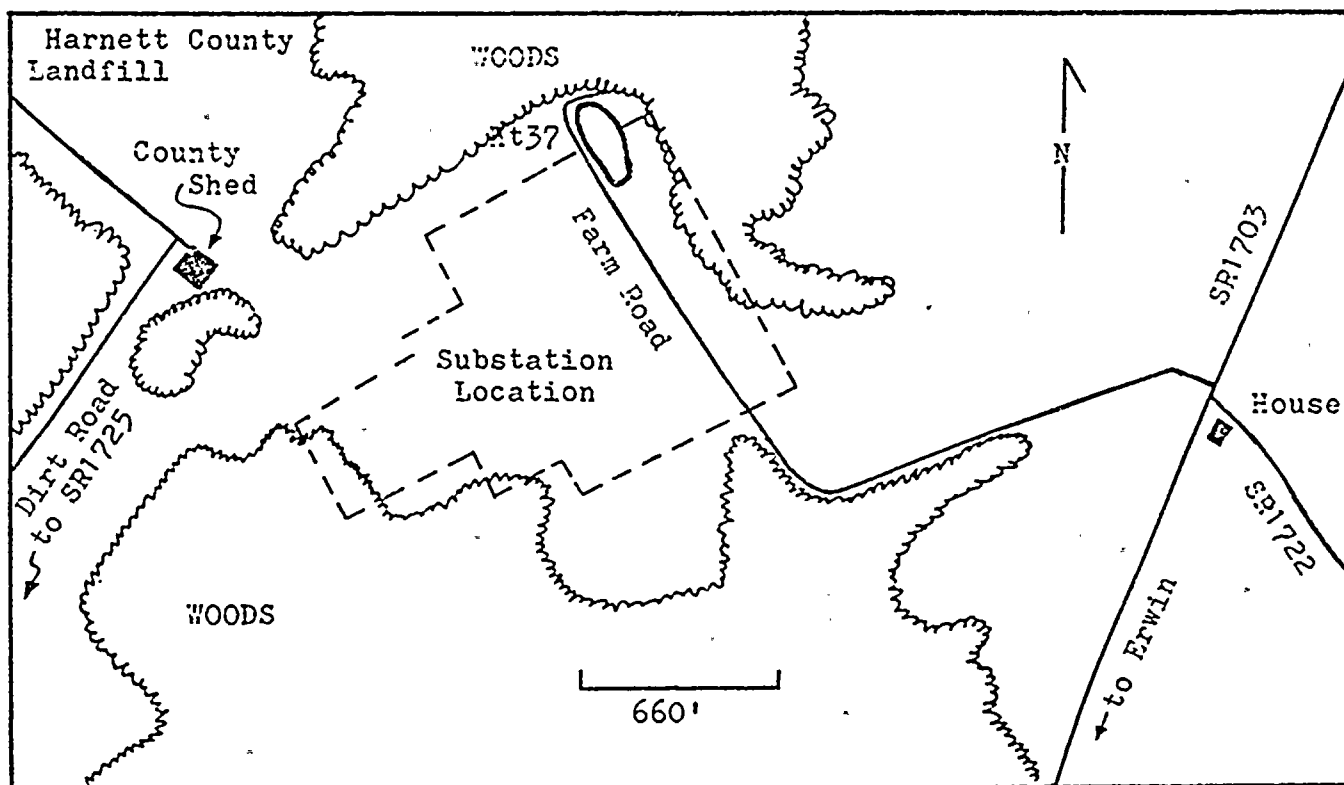 Harnett County
Landfill
WOODS
County
Shed
Ht37
N
Farm Road
SR1703
Substation
Location
House
Dirt Road
to SR1725
SR1722
WOODS
to Erwin
660'